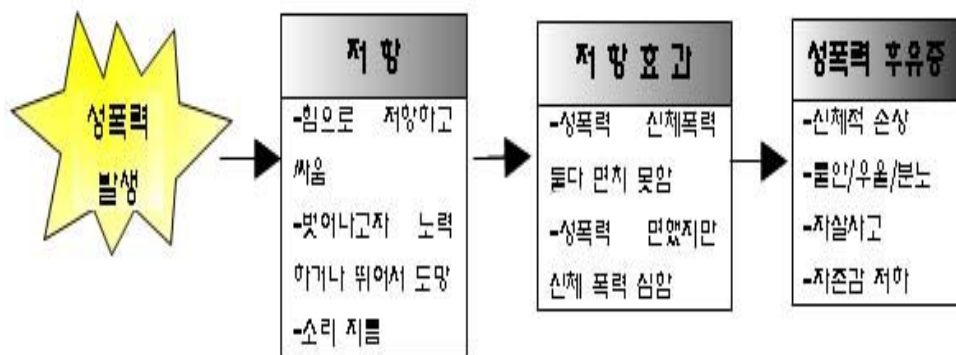 성폭력
발생
저 항
-힘으로 저항하고
싸움
-벗어나고자 노력
하거나 뛰어서 도망
-소리 지름
저 항 효 과
-성폭력 신체폭력
둘다 면치 못함
-성폭력 면했지만
신체 폭력 심함
성폭력 후유증
-신체적 손상
-불안/우울/분노
-자살사고
-자존감 저하